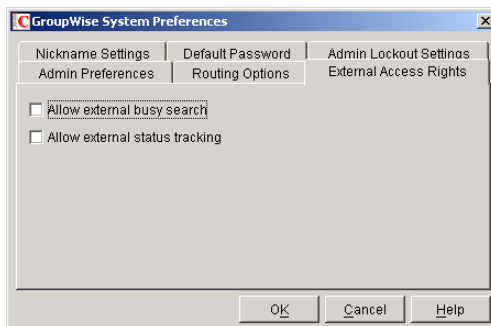 GroupWise System Preferences
Nickname Settings Default Password Admin Lockout Settings
Admin Preferences Routing Options External Access Rights
Allow external busy search
Allow external status tracking
OK Cancel Help